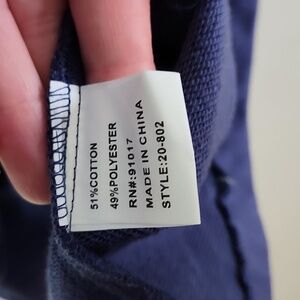 51%COTTON
49%POLYESTER
RN#:91017
MADE IN CHINA
STYLE:20-802